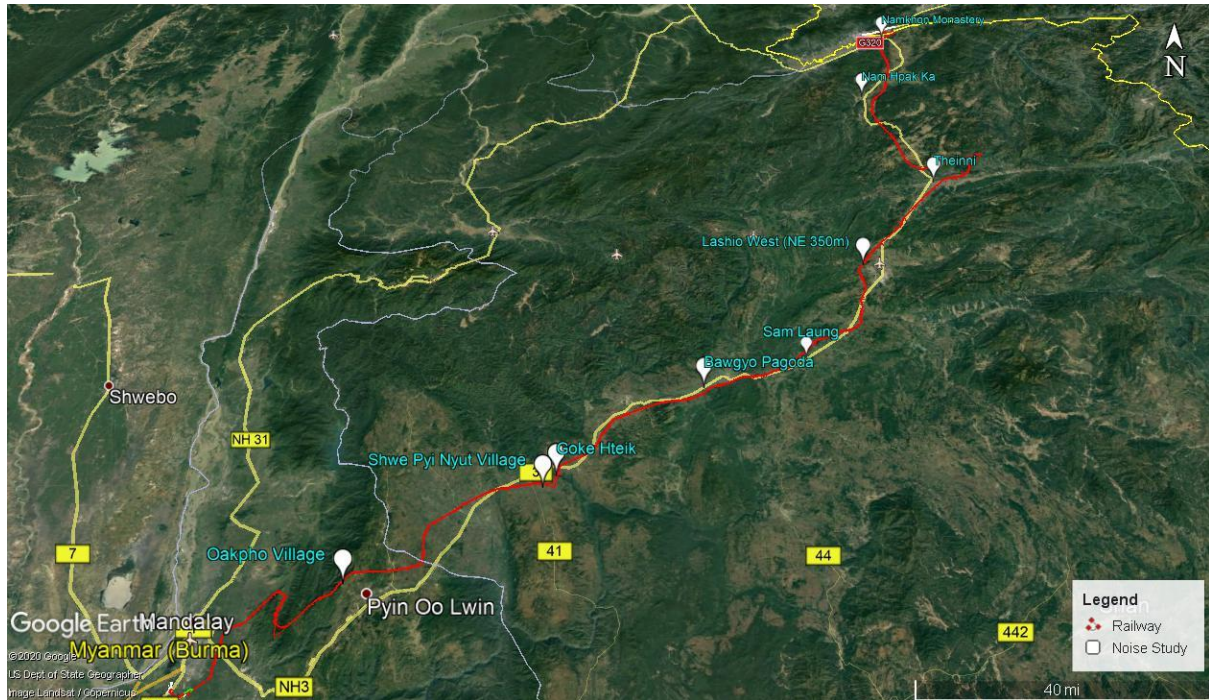 Namkhon Monastery
G320
N
Nam Hpak Ka
Theinni
Lashio West (NE 350m)
Sam Laung
Bawgyo Pagoda
Shwebo
NH 31
Goke Hteik
Shwe Pyi Nyut Village
7
Oakpho Village
41
44
Pyin Oo Lwin
Legend
Railway
Noise Study
Google Earth
Mandalay
Myanmar (Burma)
442
©2020 Google
US Dept of State Geographer
Image Landsat / Copernicus
NH3
40 mi